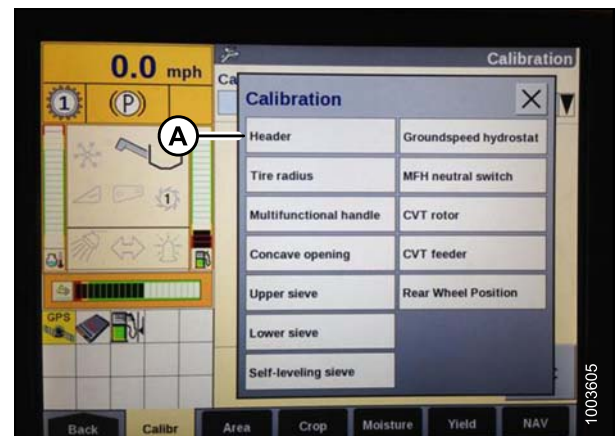 0.0 mph
Calibration
Ca
1
P
Calibration
A
Header
Groundspeed hydrostat
Tire radius
MFH neutral switch
1
Multifunctional handle
CVT rotor
Concave opening
CVT feeder
Upper sieve
Rear Wheel Position
GPS
Lower sieve
Self-leveling sieve
Back
Calibr
Area
Crop
Moisture
Yield
NAV
1003605